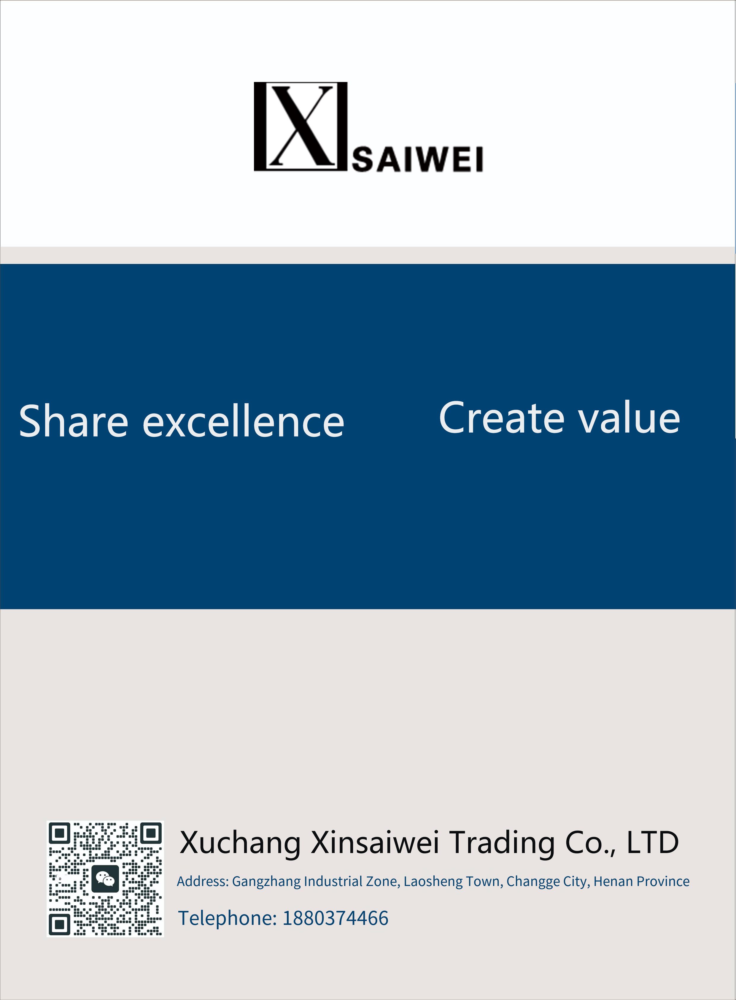 X SAIWEI
Share excellence Create value
Xuchang Xinsaiwei Trading Co., LTD
Address: Gangzhang Industrial Zone, Laosheng Town, Changge City, Henan Province
Telephone: 1880374466